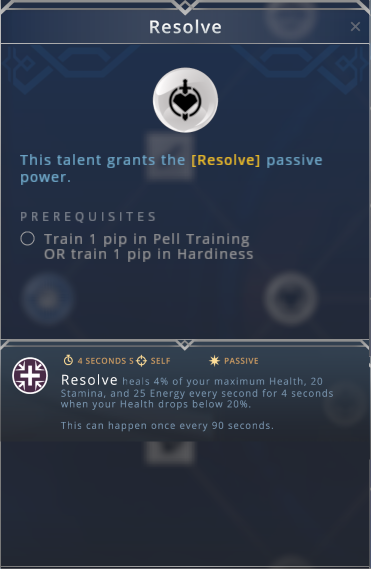 Resolve
This talent grants the [Resolve] passive
power.
PREREQUISITES
Train 1 pip in Pell Training
OR train 1 pip in Hardiness
4 SECONDS S SELF PASSIVE
Resolve heals 4% of your maximum Health, 20
Stamina, and 25 Energy every second for 4 seconds
when your Health drops below 20%.
This can happen once every 90 seconds.